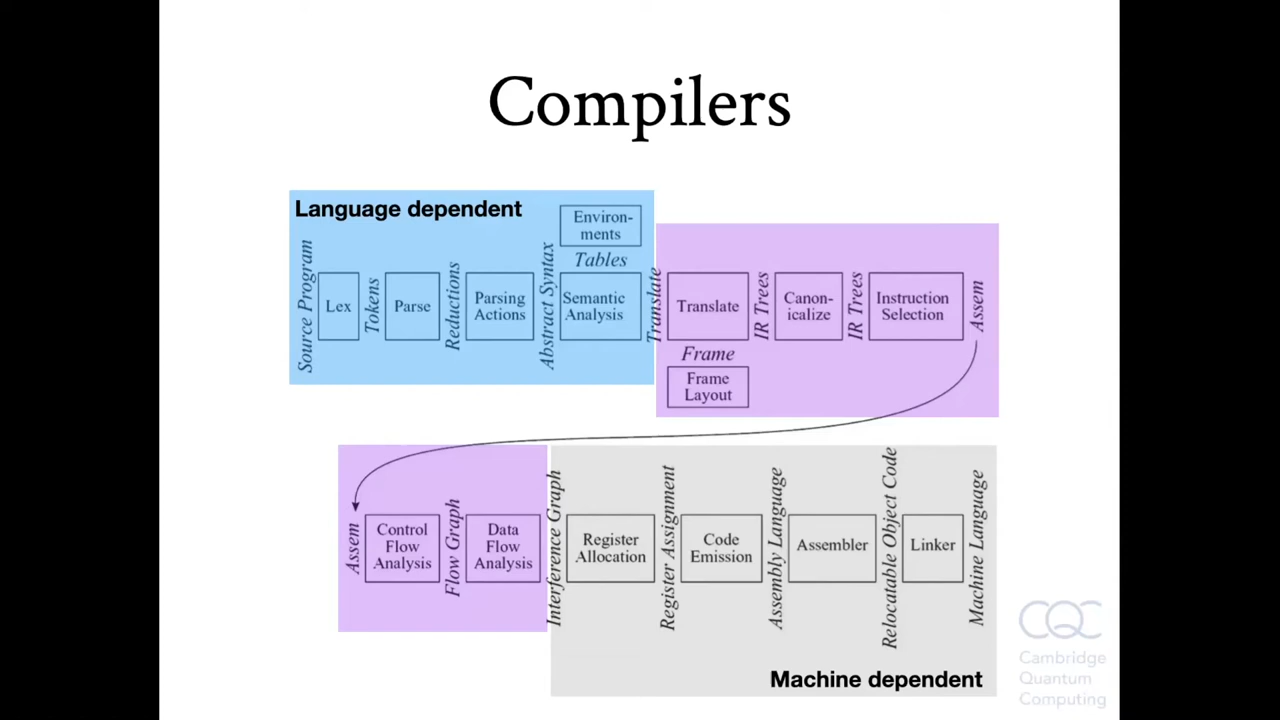 Compilers
Language dependent
Environ-
ments
Tables
Source Program
Lex
Tokens
Parse
Reductions
Parsing
Actions
Abstract Syntax
Semantic
Analysis
Translate
Translate
IR Trees
Canon-
icalize
IR Trees
Instruction
Selection
Assem
Frame
Frame
Layout
Assem
Control
Flow
Analysis
Flow Graph
Data
Flow
Analysis
Interference Graph
Register
Allocation
Register Assignment
Code
Emission
Assembly Language
Assembler
Relocatable Object Code
Linker
Machine Language
Machine dependent
CQC
Cambridge
Quantum
Computing